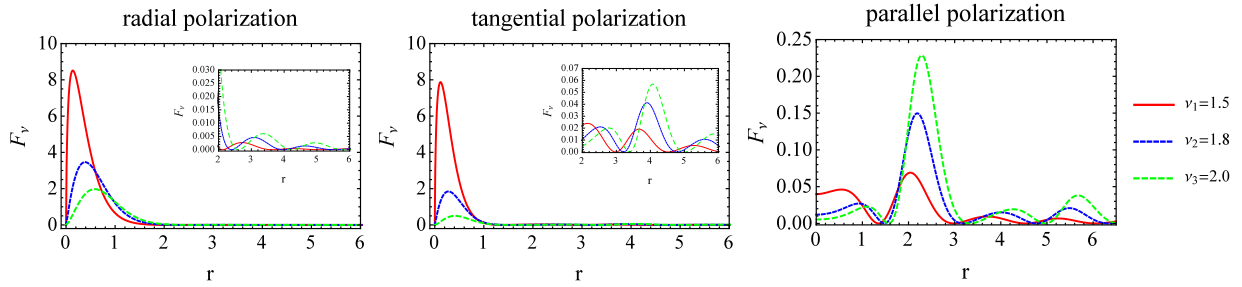 radial polarization
10
8
6
4
2
0
F_ν
0 1 2 3 4 5 6
r
0.030
0.025
0.020
0.015
0.010
0.005
0.000
F_ν
2 3 4 5 6
r
tangential polarization
10
8
6
4
2
0
F_ν
0 1 2 3 4 5 6
r
0.07
0.06
0.05
0.04
0.03
0.02
0.01
0.00
F_ν
2 3 4 5 6
r
parallel polarization
0.25
0.20
0.15
0.10
0.05
0.00
F_ν
0 1 2 3 4 5 6
r
ν₁=1.5
ν₂=1.8
ν₃=2.0